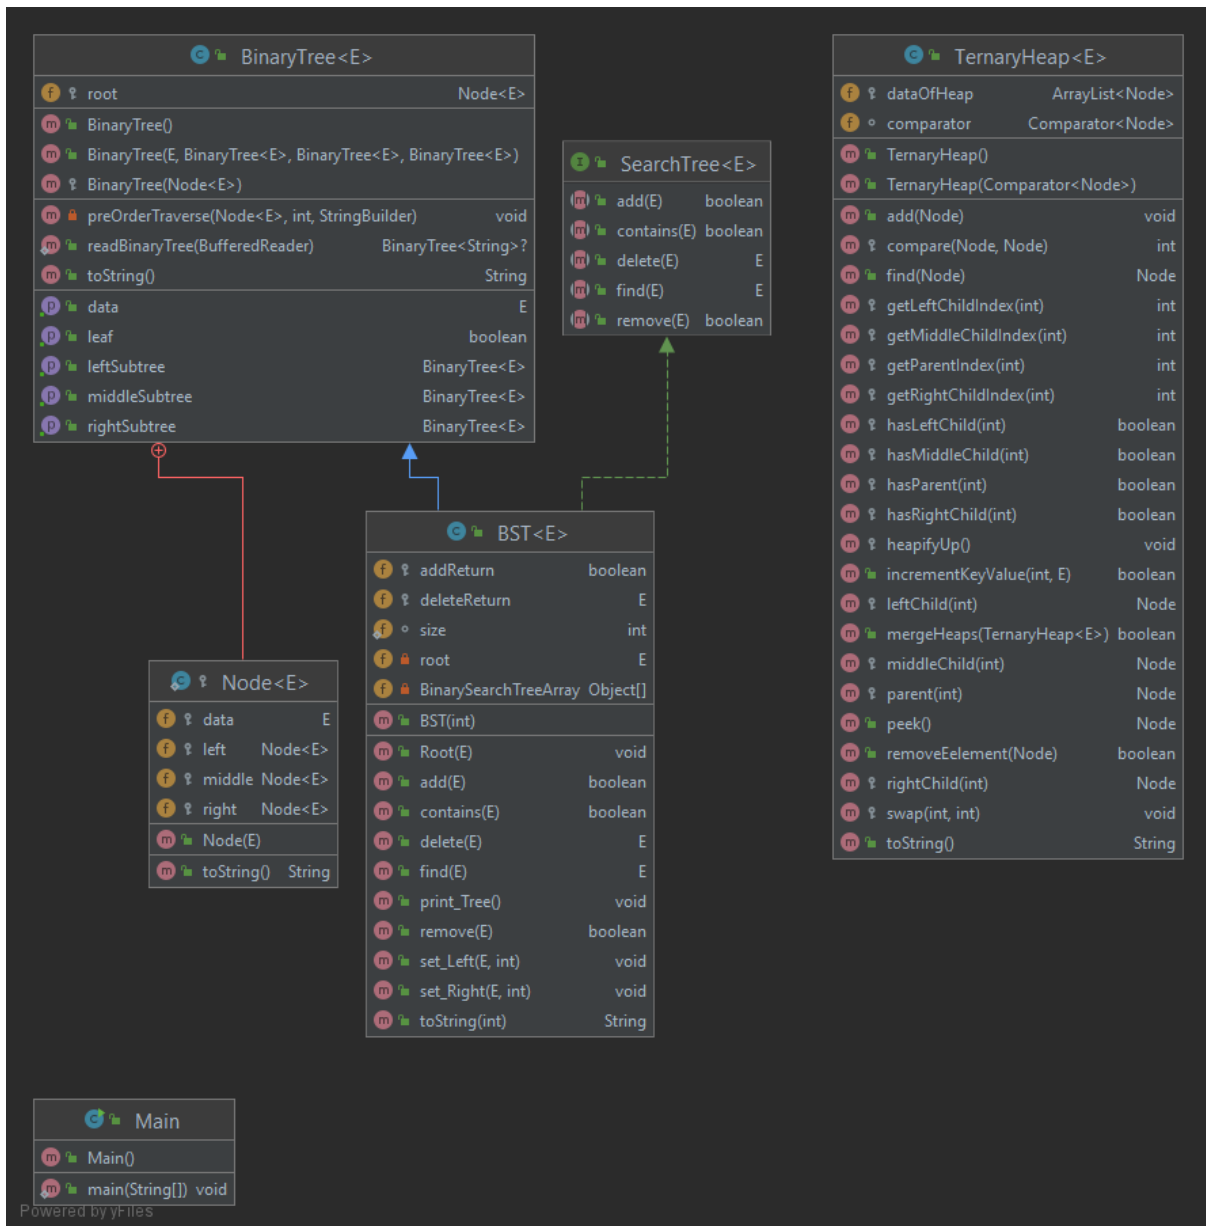 BinaryTree<E>
root Node<E>
BinaryTree()
BinaryTree(E, BinaryTree<E>, BinaryTree<E>, BinaryTree<E>)
BinaryTree(Node<E>)
preOrderTraverse(Node<E>, int, StringBuilder) void
readBinaryTree(BufferedReader) BinaryTree<String>?
toString() String
data E
leaf boolean
leftSubtree BinaryTree<E>
middleSubtree BinaryTree<E>
rightSubtree BinaryTree<E>
SearchTree<E>
add(E) boolean
contains(E) boolean
delete(E) E
find(E) E
remove(E) boolean
TernaryHeap<E>
dataOfHeap ArrayList<Node>
comparator Comparator<Node>
TernaryHeap()
TernaryHeap(Comparator<Node>)
add(Node) void
compare(Node, Node) int
find(Node) Node
getLeftChildIndex(int) int
getMiddleChildIndex(int) int
getParentIndex(int) int
getRightChildIndex(int) int
hasLeftChild(int) boolean
hasMiddleChild(int) boolean
hasParent(int) boolean
hasRightChild(int) boolean
heapifyUp() void
incrementKeyValue(int, E) boolean
leftChild(int) Node
mergeHeaps(TernaryHeap<E>) boolean
middleChild(int) Node
parent(int) Node
peek() Node
removeEelement(Node) boolean
rightChild(int) Node
swap(int, int) void
toString() String
BST<E>
addReturn boolean
deleteReturn E
size int
root E
BinarySearchTreeArray Object[]
BST(int)
Root(E) void
add(E) boolean
contains(E) boolean
delete(E) E
find(E) E
print_Tree() void
remove(E) boolean
set_Left(E, int) void
set_Right(E, int) void
toString(int) String
Node<E>
data E
left Node<E>
middle Node<E>
right Node<E>
Node(E)
toString() String
Main
Main()
main(String[]) void
Powered by yFiles